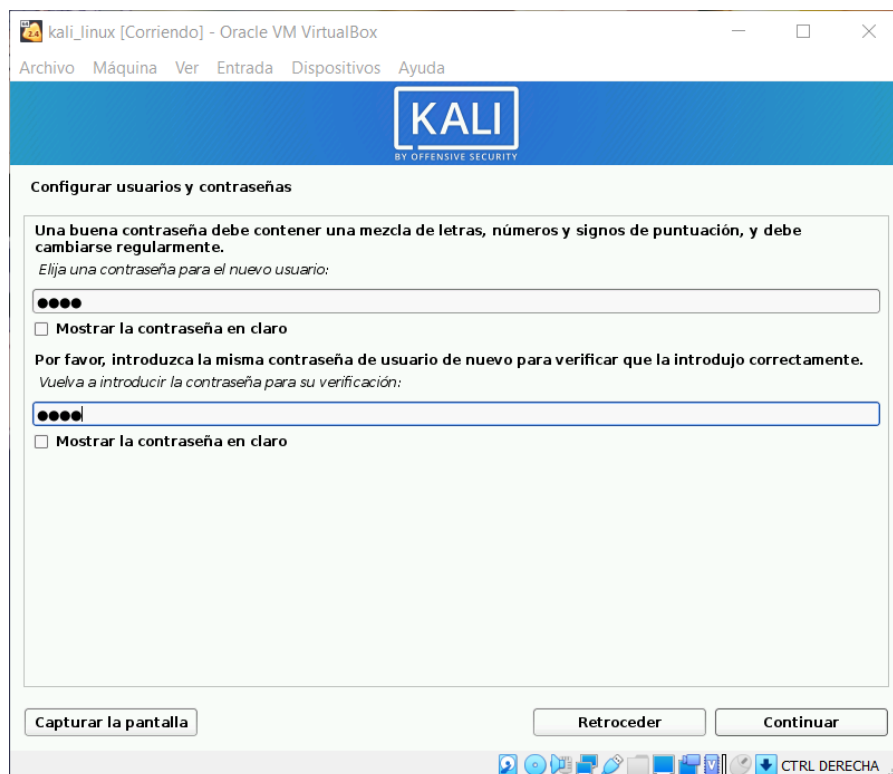 kali_linux [Corriendo] - Oracle VM VirtualBox
Archivo Máquina Ver Entrada Dispositivos Ayuda
KALI
BY OFFENSIVE SECURITY
Configurar usuarios y contraseñas
Una buena contraseña debe contener una mezcla de letras, números y signos de puntuación, y debe
cambiarse regularmente.
Elija una contraseña para el nuevo usuario:
●●●●
Mostrar la contraseña en claro
Por favor, introduzca la misma contraseña de usuario de nuevo para verificar que la introdujo correctamente.
Vuelva a introducir la contraseña para su verificación:
●●●●
Mostrar la contraseña en claro
Capturar la pantalla Retroceder Continuar
CTRL DERECHA